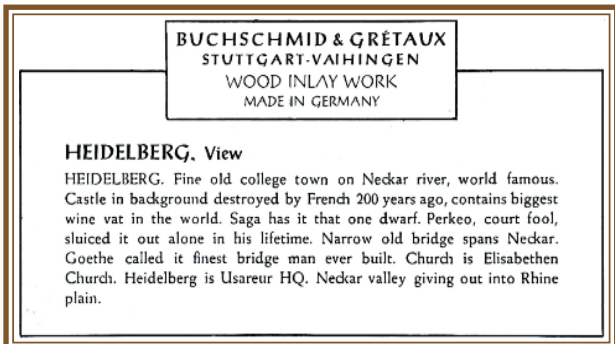 BUCHSCHMID & GRÉTAUX
STUTTGART-VAIHINGEN
WOOD INLAY WORK
MADE IN GERMANY
HEIDELBERG, View
HEIDELBERG. Fine old college town on Neckar river, world famous.
Castle in background destroyed by French 200 years ago, contains biggest
wine vat in the world. Saga has it that one dwarf. Perkeo, court fool,
sluiced it out alone in his lifetime. Narrow old bridge spans Neckar.
Goethe called it finest bridge man ever built. Church is Elisabethen
Church. Heidelberg is Usareur HQ. Neckar valley giving out into Rhine
plain.